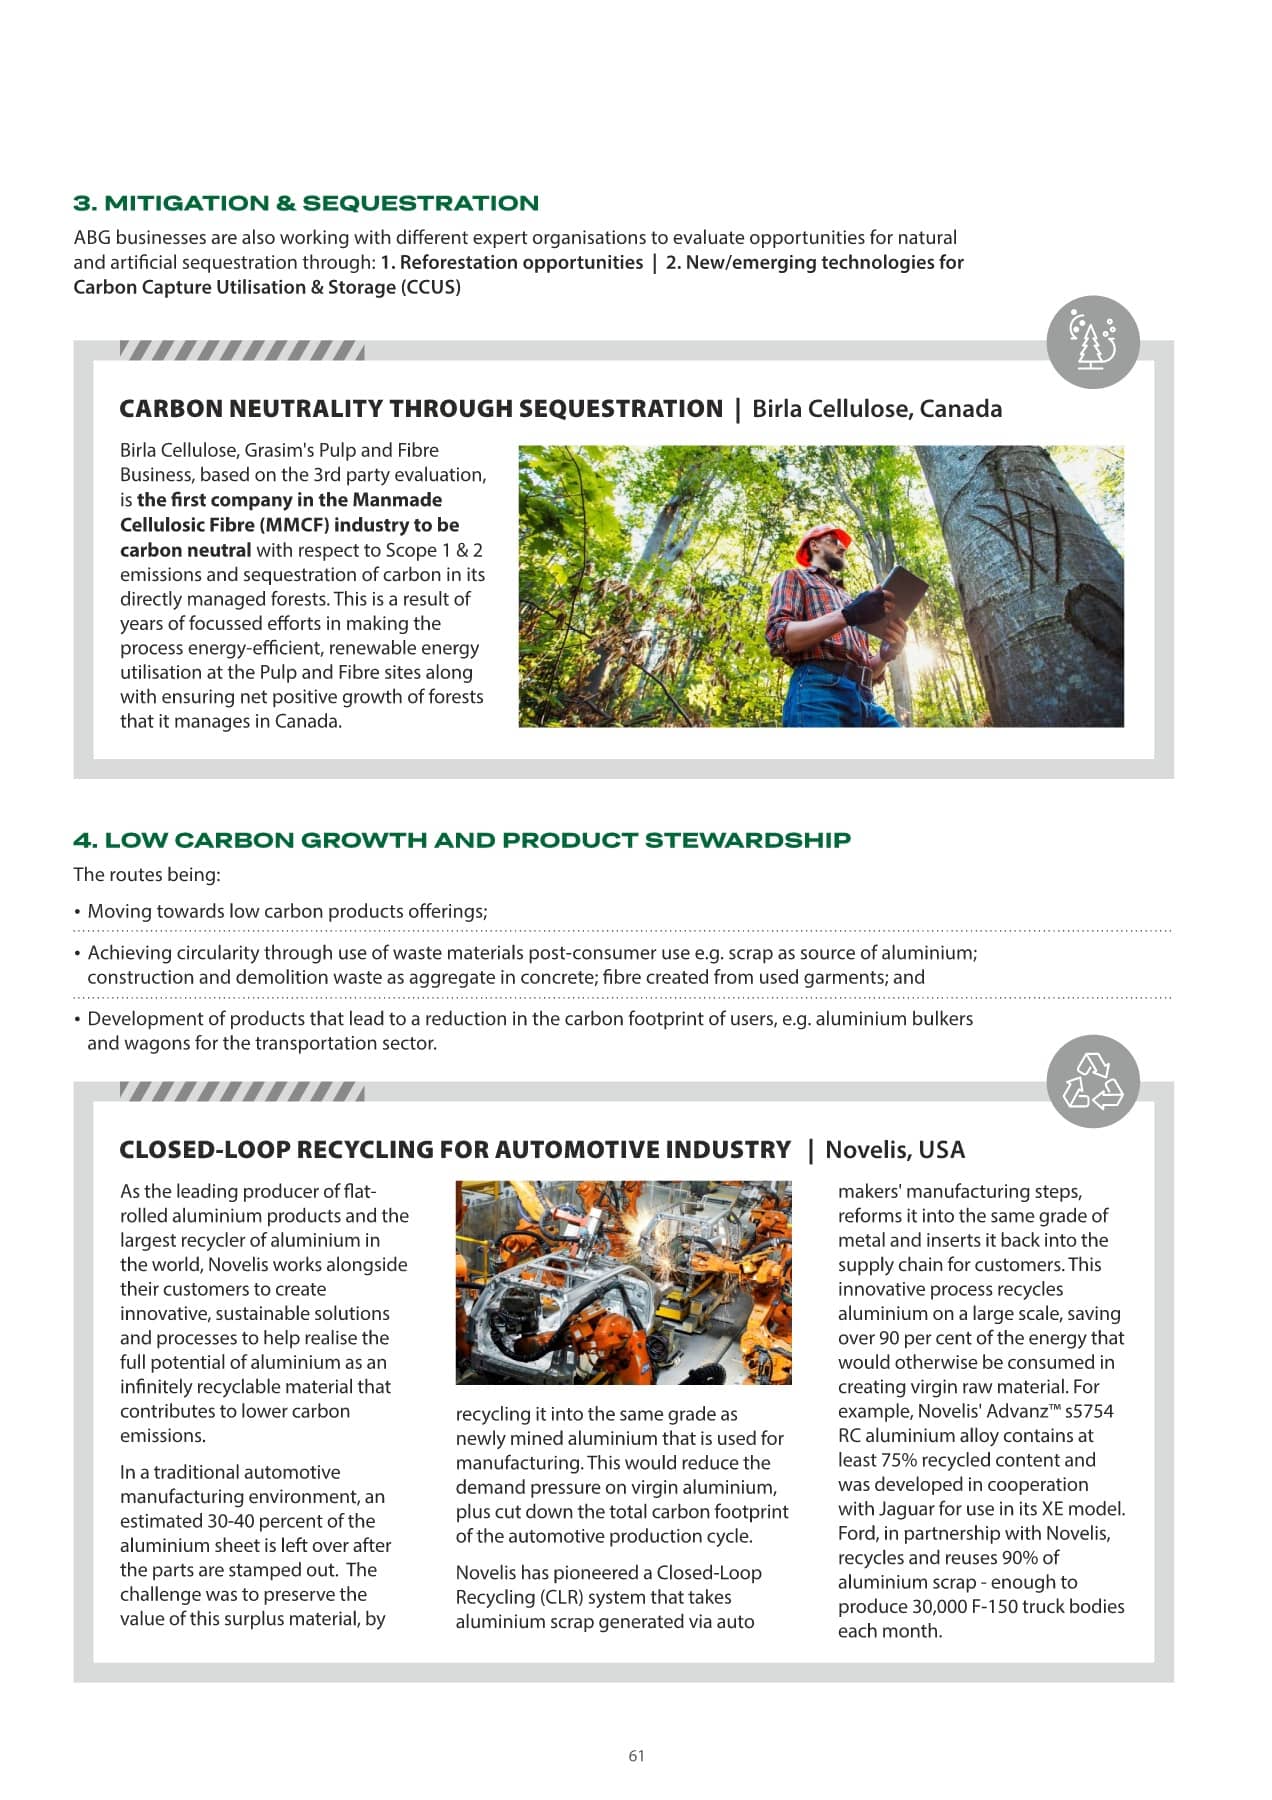 3. MITIGATION & SEQUESTRATION
ABG businesses are also working with different expert organisations to evaluate opportunities for natural
and artificial sequestration through: 1. Reforestation opportunities | 2. New/emerging technologies for
Carbon Capture Utilisation & Storage (CCUS)
CARBON NEUTRALITY THROUGH SEQUESTRATION | Birla Cellulose, Canada
Birla Cellulose, Grasim's Pulp and Fibre
Business, based on the 3rd party evaluation,
is the first company in the Manmade
Cellulosic Fibre (MMCF) industry to be
carbon neutral with respect to Scope 1 & 2
emissions and sequestration of carbon in its
directly managed forests. This is a result of
years of focussed efforts in making the
process energy-efficient, renewable energy
utilisation at the Pulp and Fibre sites along
with ensuring net positive growth of forests
that it manages in Canada.
4. LOW CARBON GROWTH AND PRODUCT STEWARDSHIP
The routes being:
• Moving towards low carbon products offerings;
• Achieving circularity through use of waste materials post-consumer use e.g. scrap as source of aluminium;
construction and demolition waste as aggregate in concrete; fibre created from used garments; and
• Development of products that lead to a reduction in the carbon footprint of users, e.g. aluminium bulkers
and wagons for the transportation sector.
CLOSED-LOOP RECYCLING FOR AUTOMOTIVE INDUSTRY | Novelis, USA
As the leading producer of flat-
rolled aluminium products and the
largest recycler of aluminium in
the world, Novelis works alongside
their customers to create
innovative, sustainable solutions
and processes to help realise the
full potential of aluminium as an
infinitely recyclable material that
contributes to lower carbon
emissions.
In a traditional automotive
manufacturing environment, an
estimated 30-40 percent of the
aluminium sheet is left over after
the parts are stamped out. The
challenge was to preserve the
value of this surplus material, by
recycling it into the same grade as
newly mined aluminium that is used for
manufacturing. This would reduce the
demand pressure on virgin aluminium,
plus cut down the total carbon footprint
of the automotive production cycle.
Novelis has pioneered a Closed-Loop
Recycling (CLR) system that takes
aluminium scrap generated via auto
makers' manufacturing steps,
reforms it into the same grade of
metal and inserts it back into the
supply chain for customers. This
innovative process recycles
aluminium on a large scale, saving
over 90 per cent of the energy that
would otherwise be consumed in
creating virgin raw material. For
example, Novelis' Advanz™ s5754
RC aluminium alloy contains at
least 75% recycled content and
was developed in cooperation
with Jaguar for use in its XE model.
Ford, in partnership with Novelis,
recycles and reuses 90% of
aluminium scrap - enough to
produce 30,000 F-150 truck bodies
each month.
61